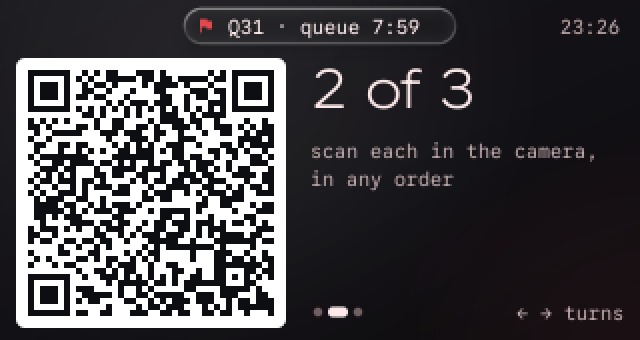 Q31 · queue 7:59
23:26
2 of 3
scan each in the camera,
in any order
← → turns